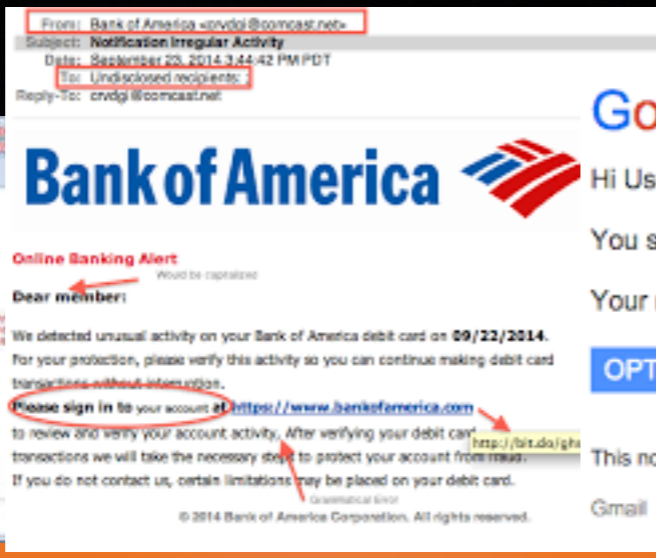 From: Bank of America <crvdgi@comcast.net>
Subject: Notification Irregular Activity
Date: September 23, 2014 3:44:42 PM PDT
To: Undisclosed recipients: ;
Reply-To: crvdgi@comcast.net
Bank of America
Online Banking Alert
Would be capitalized
Dear member:
We detected unusual activity on your Bank of America debit card on 09/22/2014.
For your protection, please verify this activity so you can continue making debit card
transactions without interruption.
Please sign in to your account at https://www.bankofamerica.com
to review and verify your account activity, After verifying your debit card
http://bit.do/gh
transactions we will take the necessary steps to protect your account from fraud.
If you do not contact us, certain limitations may be placed on your debit card.
Grammatical Error
© 2014 Bank of America Corporation. All rights reserved.
Go
Hi Us
You s
Your
OPT
This no
Gmail